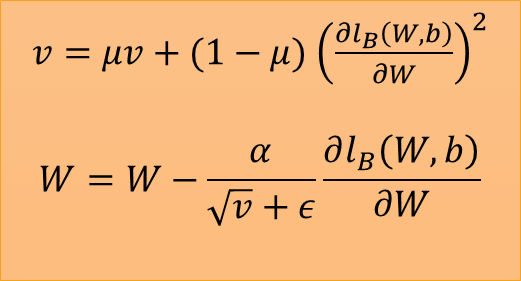 v = μv + (1 − μ) (∂l_B(W,b)/∂W)^2
W = W − α/(√v + ϵ) ∂l_B(W, b)/∂W